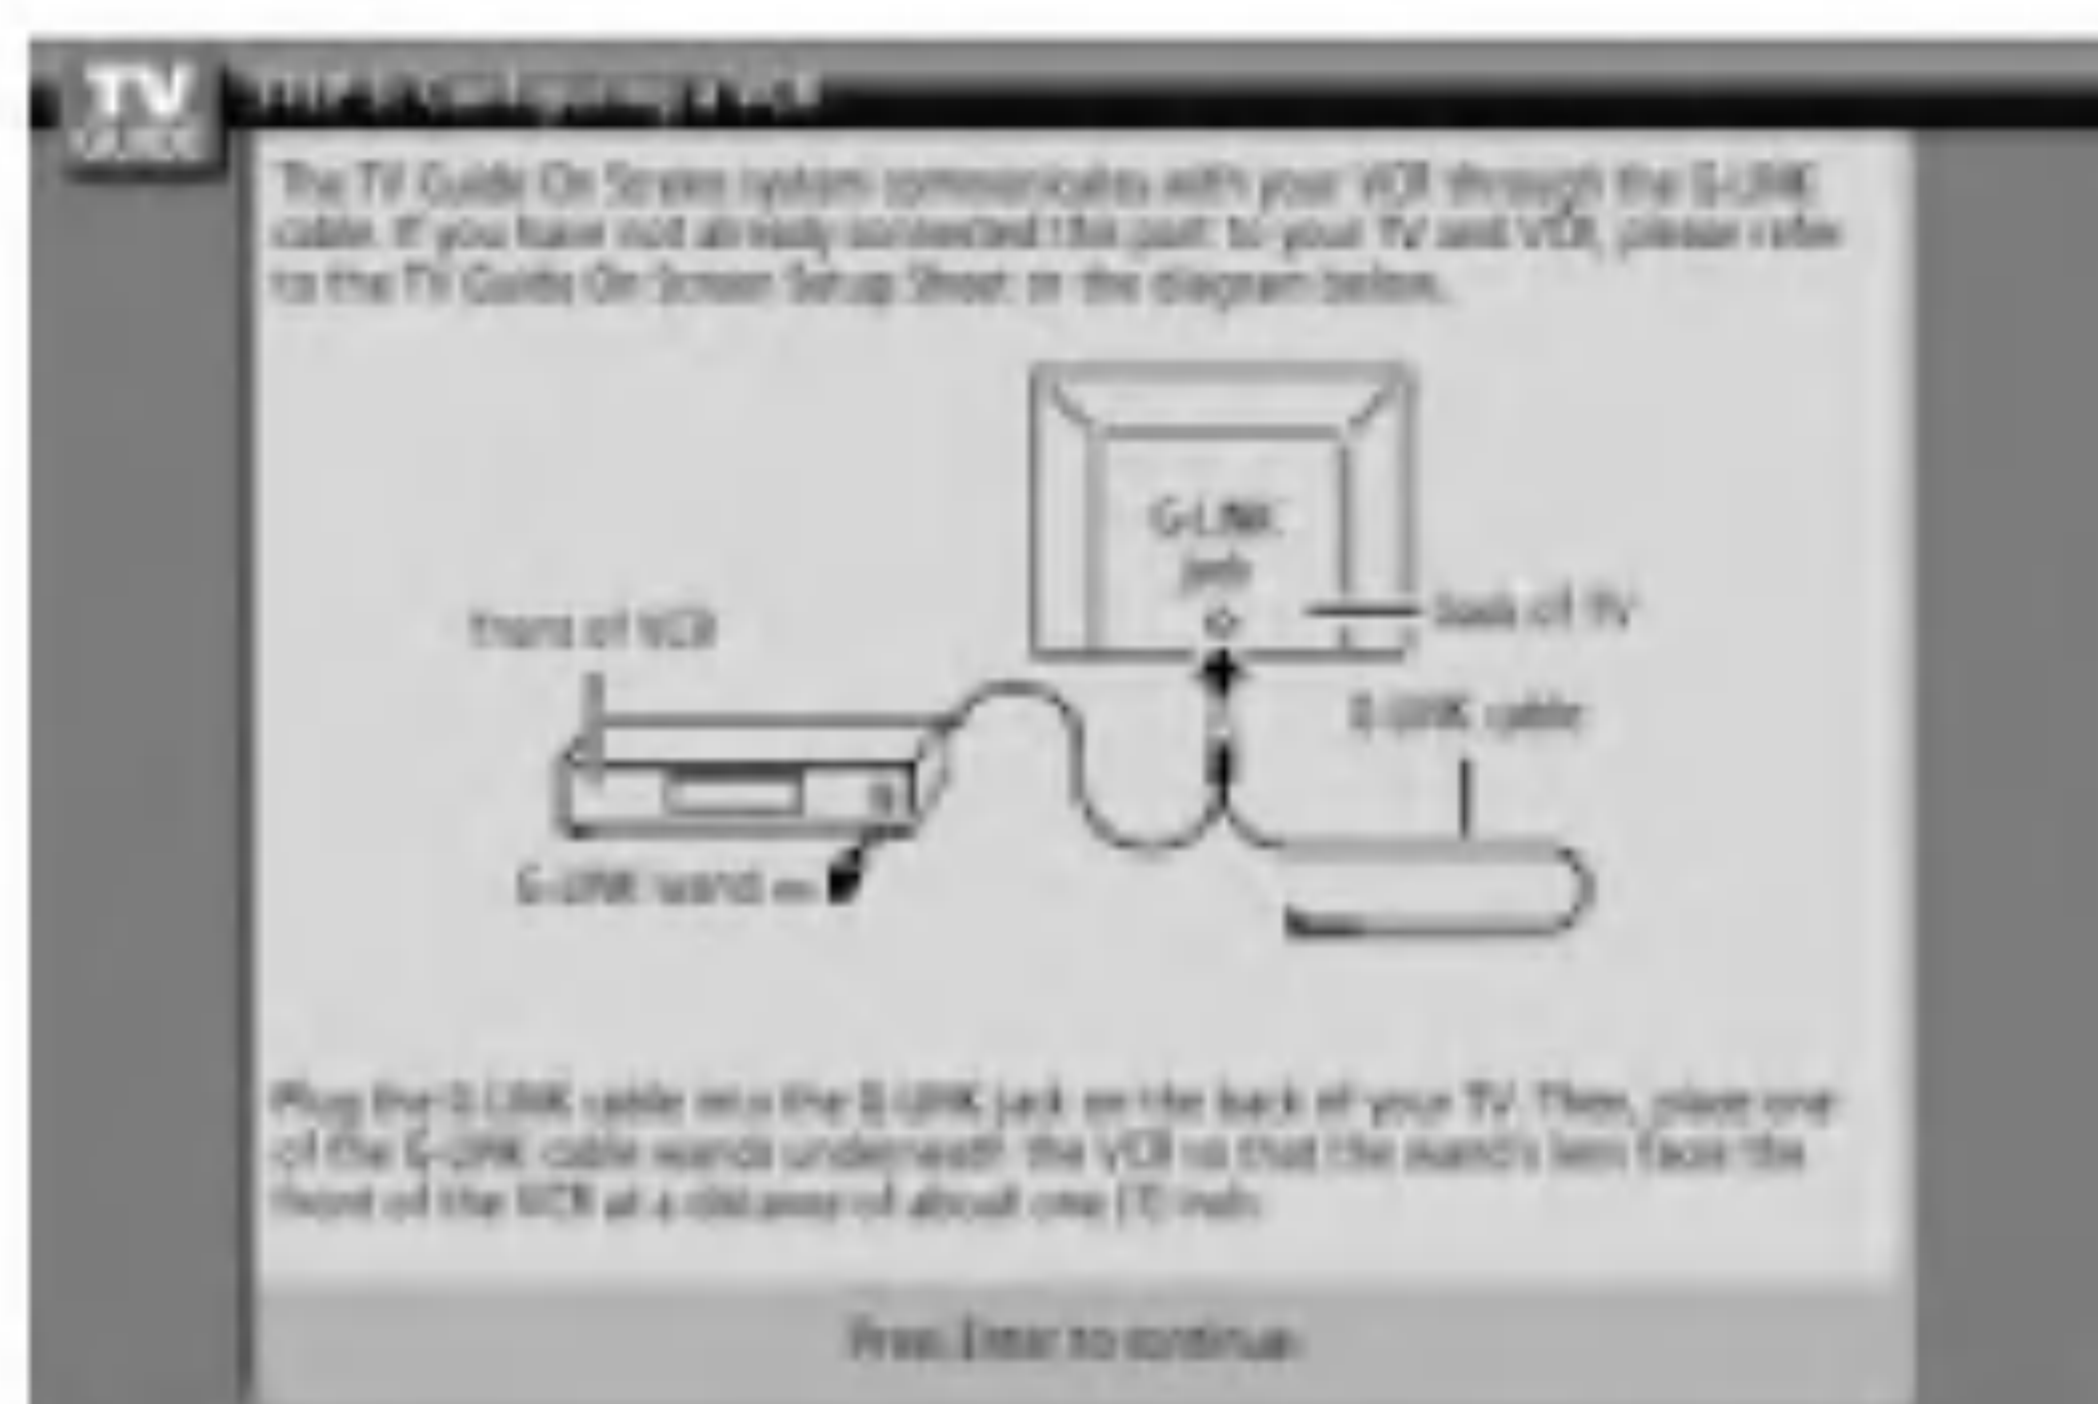 TV
GUIDE
The TV Guide On Screen system communicates with your VCR through the G-LINK
cable. If you have not already connected this part to your TV and VCR, please refer
to the TV Guide On Screen Setup Sheet or the diagram below.
G-LINK
jack
front of VCR
back of TV
G-LINK cable
G-LINK wand
Plug the G-LINK cable into the G-LINK jack on the back of your TV. Then, place one
of the G-LINK cable wands underneath the VCR so that the wand's lens faces the
front of the VCR at a distance of about one (1) inch.
Press Enter to continue